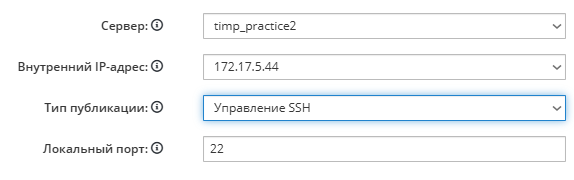 Сервер: timp_practice2
Внутренний IP-адрес: 172.17.5.44
Тип публикации: Управление SSH
Локальный порт: 22